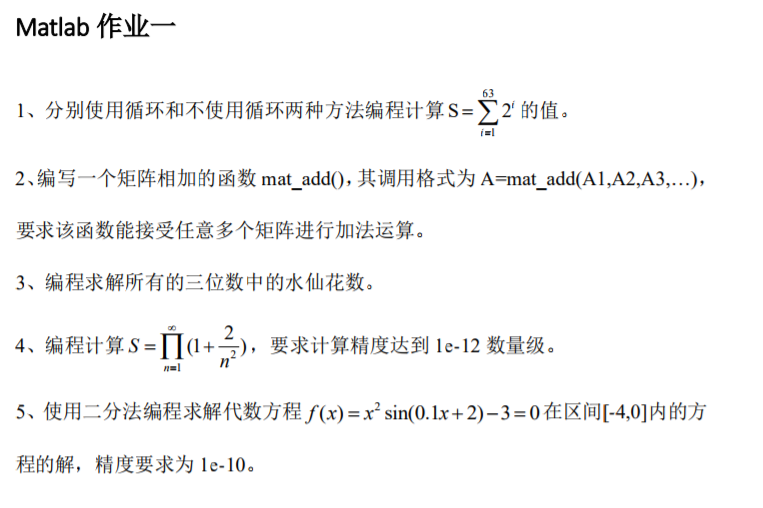 Matlab 作业一
1、分别使用循环和不使用循环两种方法编程计算 S=\sum_{i=1}^{63} 2^i 的值。
2、编写一个矩阵相加的函数 mat_add(),其调用格式为 A=mat_add(A1,A2,A3,…),
要求该函数能接受任意多个矩阵进行加法运算。
3、编程求解所有的三位数中的水仙花数。
4、编程计算 S=\prod_{n=1}^{\infty}(1+\frac{2}{n^2}),要求计算精度达到 1e-12 数量级。
5、使用二分法编程求解代数方程 f(x)=x^2 sin(0.1x+2)-3=0 在区间[-4,0]内的方
程的解,精度要求为 1e-10。